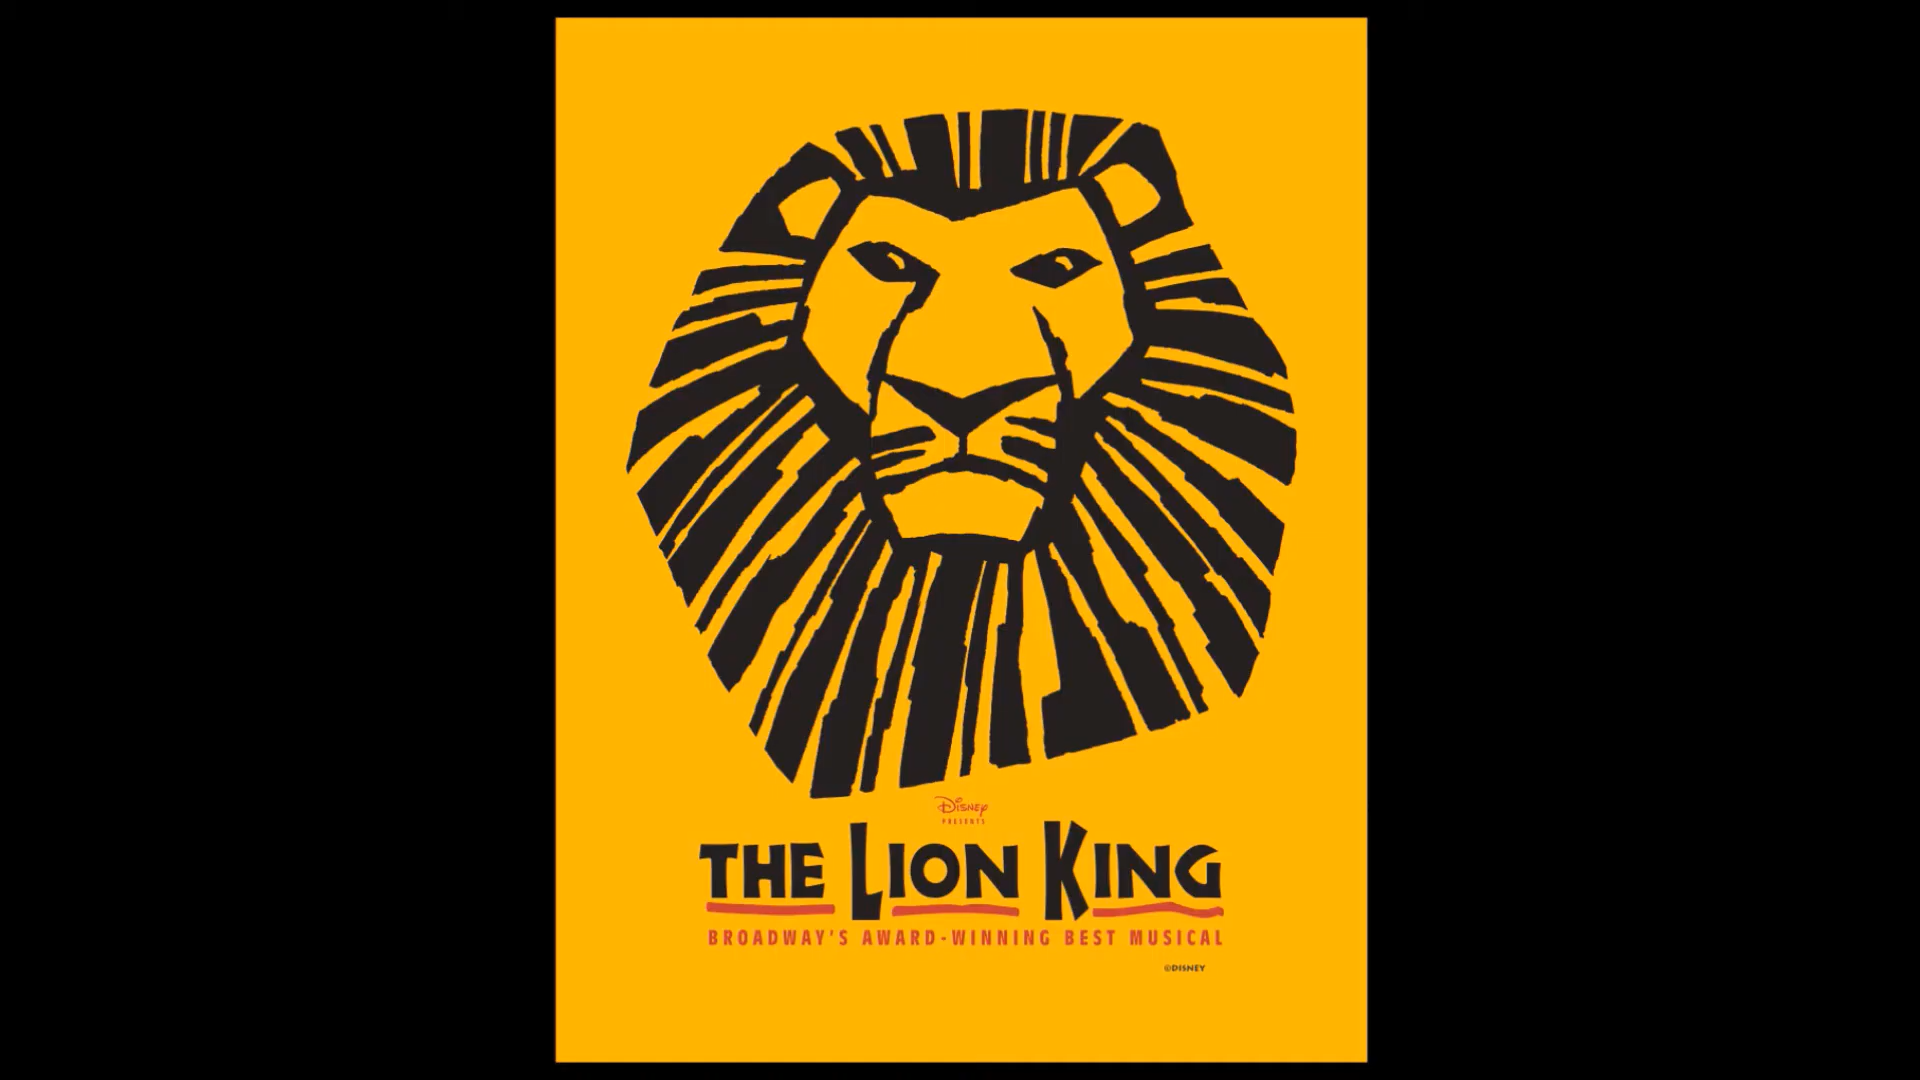 Disney
PRESENTS
THE LION KING
BROADWAY'S AWARD-WINNING BEST MUSICAL
©DISNEY